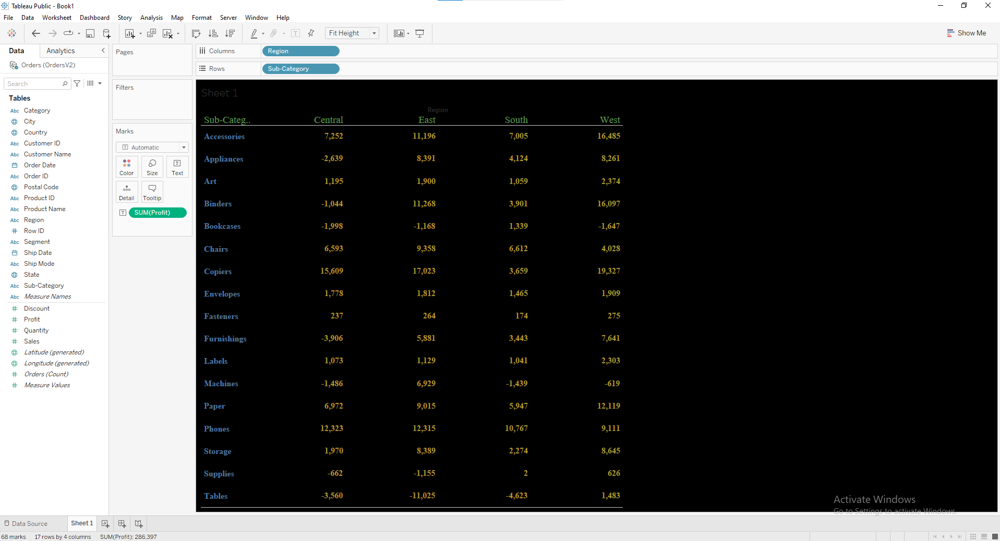 Tableau Public - Book1
File Data Worksheet Dashboard Story Analysis Map Format Server Window Help
Fit Height
Show Me
Data Analytics
Orders (OrdersV2)
Search
Tables
Abc Category
City
Country
Abc Customer ID
Abc Customer Name
Order Date
Abc Order ID
Postal Code
Abc Product ID
Abc Product Name
Abc Region
Row ID
Abc Segment
Ship Date
Abc Ship Mode
State
Abc Sub-Category
Abc Measure Names
Discount
Profit
Quantity
Sales
Latitude (generated)
Longitude (generated)
Orders (Count)
Measure Values
Pages
Filters
Marks
Automatic
Color Size Text
Detail Tooltip
SUM(Profit)
Columns Region
Rows Sub-Category
Sheet 1
Region
Sub-Categ.. Central East South West
Accessories 7,252 11,196 7,005 16,485
Appliances -2,639 8,391 4,124 8,261
Art 1,195 1,900 1,059 2,374
Binders -1,044 11,268 3,901 16,097
Bookcases -1,998 -1,168 1,339 -1,647
Chairs 6,593 9,358 6,612 4,028
Copiers 15,609 17,023 3,659 19,327
Envelopes 1,778 1,812 1,465 1,909
Fasteners 237 264 174 275
Furnishings -3,906 5,881 3,443 7,641
Labels 1,073 1,129 1,041 2,303
Machines -1,486 6,929 -1,439 -619
Paper 6,972 9,015 5,947 12,119
Phones 12,323 12,315 10,767 9,111
Storage 1,970 8,389 2,274 8,645
Supplies -662 -1,155 2 626
Tables -3,560 -11,025 -4,623 1,483
Activate Windows
Go to Settings to activate Windows.
Data Source Sheet 1
68 marks 17 rows by 4 columns SUM(Profit): 286,397